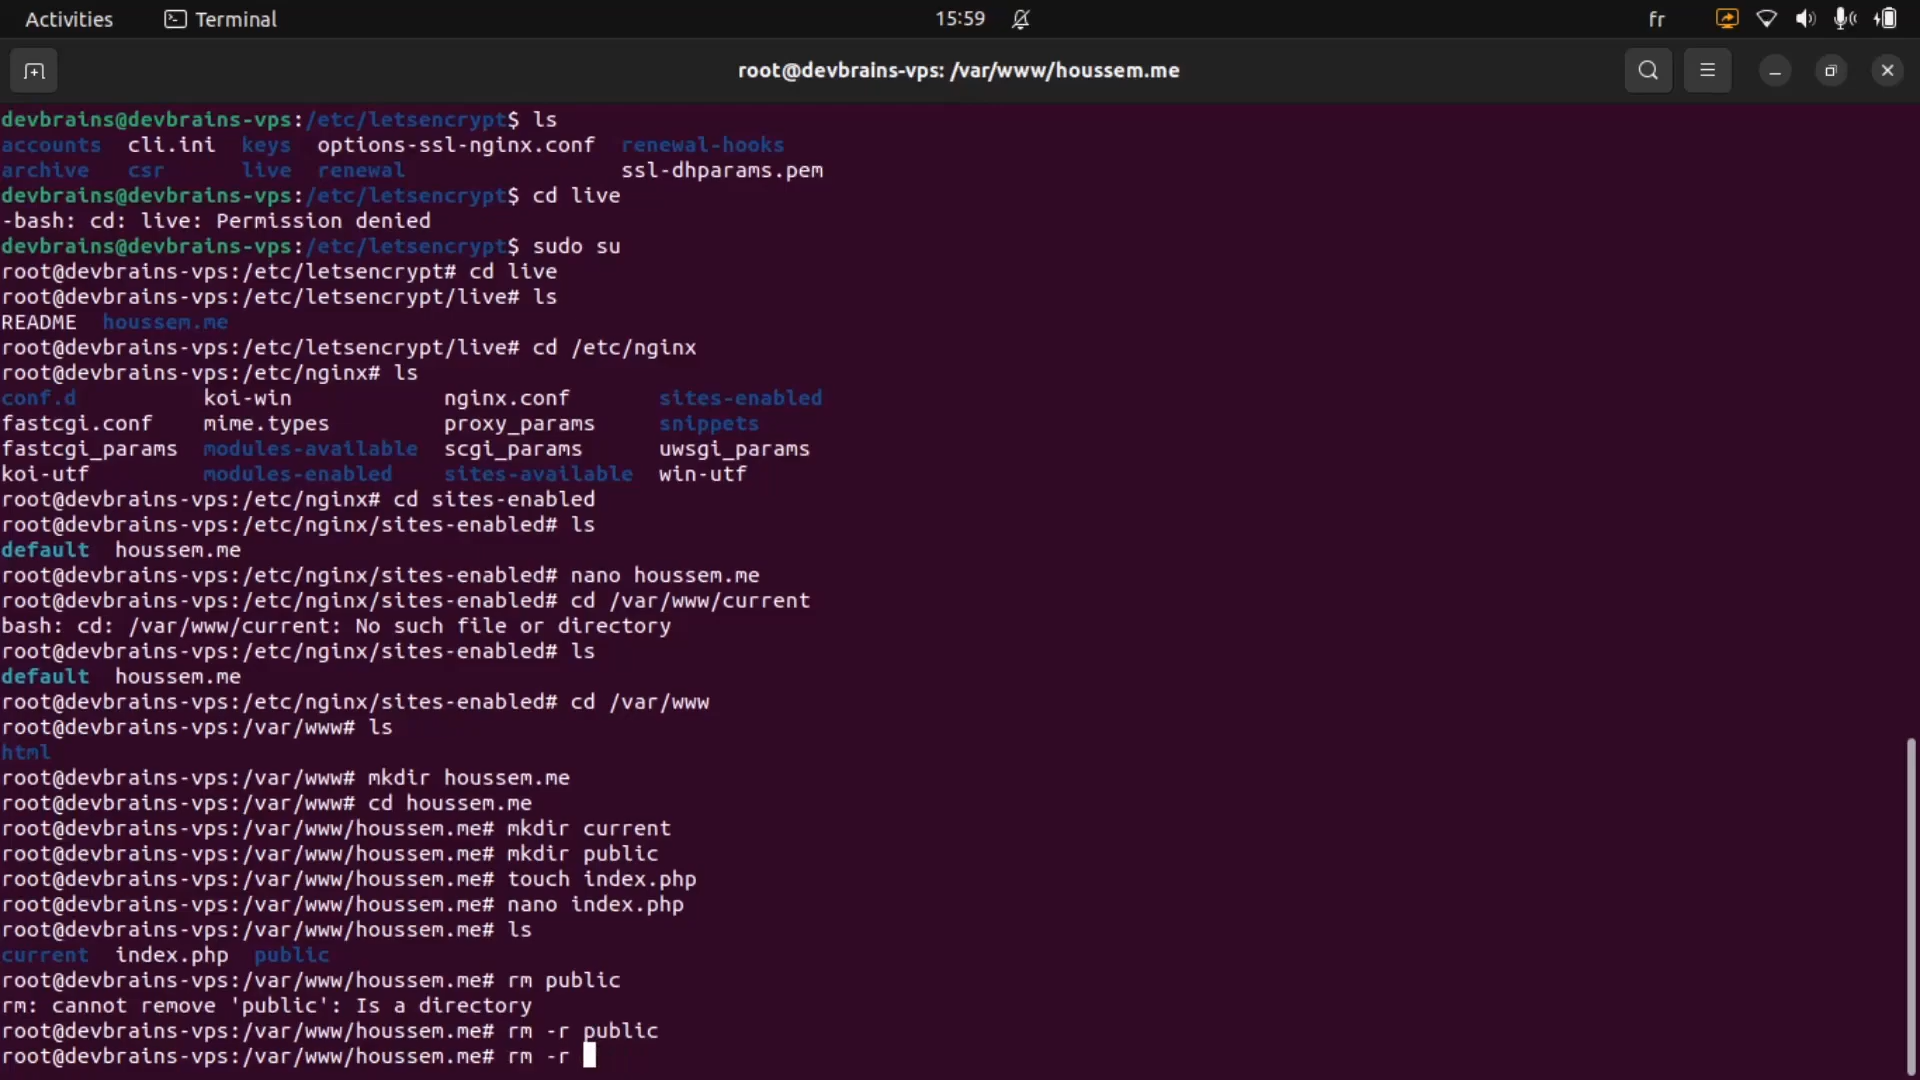 Activities Terminal 15:59 fr
root@devbrains-vps: /var/www/houssem.me
devbrains@devbrains-vps:/etc/letsencrypt$ ls
accounts cli.ini keys options-ssl-nginx.conf renewal-hooks
archive csr live renewal ssl-dhparams.pem
devbrains@devbrains-vps:/etc/letsencrypt$ cd live
-bash: cd: live: Permission denied
devbrains@devbrains-vps:/etc/letsencrypt$ sudo su
root@devbrains-vps:/etc/letsencrypt# cd live
root@devbrains-vps:/etc/letsencrypt/live# ls
README houssem.me
root@devbrains-vps:/etc/letsencrypt/live# cd /etc/nginx
root@devbrains-vps:/etc/nginx# ls
conf.d koi-win nginx.conf sites-enabled
fastcgi.conf mime.types proxy_params snippets
fastcgi_params modules-available scgi_params uwsgi_params
koi-utf modules-enabled sites-available win-utf
root@devbrains-vps:/etc/nginx# cd sites-enabled
root@devbrains-vps:/etc/nginx/sites-enabled# ls
default houssem.me
root@devbrains-vps:/etc/nginx/sites-enabled# nano houssem.me
root@devbrains-vps:/etc/nginx/sites-enabled# cd /var/www/current
bash: cd: /var/www/current: No such file or directory
root@devbrains-vps:/etc/nginx/sites-enabled# ls
default houssem.me
root@devbrains-vps:/etc/nginx/sites-enabled# cd /var/www
root@devbrains-vps:/var/www# ls
html
root@devbrains-vps:/var/www# mkdir houssem.me
root@devbrains-vps:/var/www# cd houssem.me
root@devbrains-vps:/var/www/houssem.me# mkdir current
root@devbrains-vps:/var/www/houssem.me# mkdir public
root@devbrains-vps:/var/www/houssem.me# touch index.php
root@devbrains-vps:/var/www/houssem.me# nano index.php
root@devbrains-vps:/var/www/houssem.me# ls
current index.php public
root@devbrains-vps:/var/www/houssem.me# rm public
rm: cannot remove 'public': Is a directory
root@devbrains-vps:/var/www/houssem.me# rm -r public
root@devbrains-vps:/var/www/houssem.me# rm -r